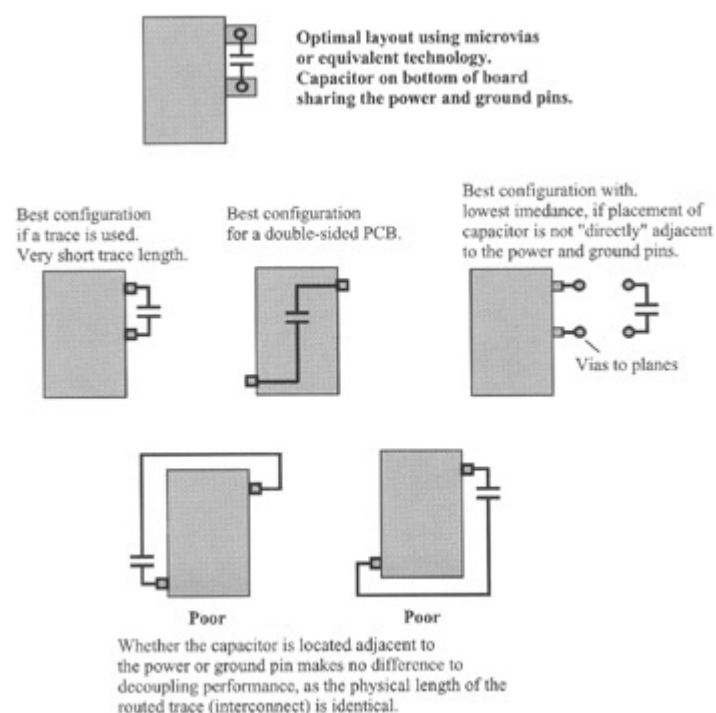 Optimal layout using microvias
or equivalent technology.
Capacitor on bottom of board
sharing the power and ground pins.
Best configuration
if a trace is used.
Very short trace length.
Best configuration
for a double-sided PCB.
Best configuration with.
lowest imedance, if placement of
capacitor is not "directly" adjacent
to the power and ground pins.
Vias to planes
Poor
Poor
Whether the capacitor is located adjacent to
the power or ground pin makes no difference to
decoupling performance, as the physical length of the
routed trace (interconnect) is identical.